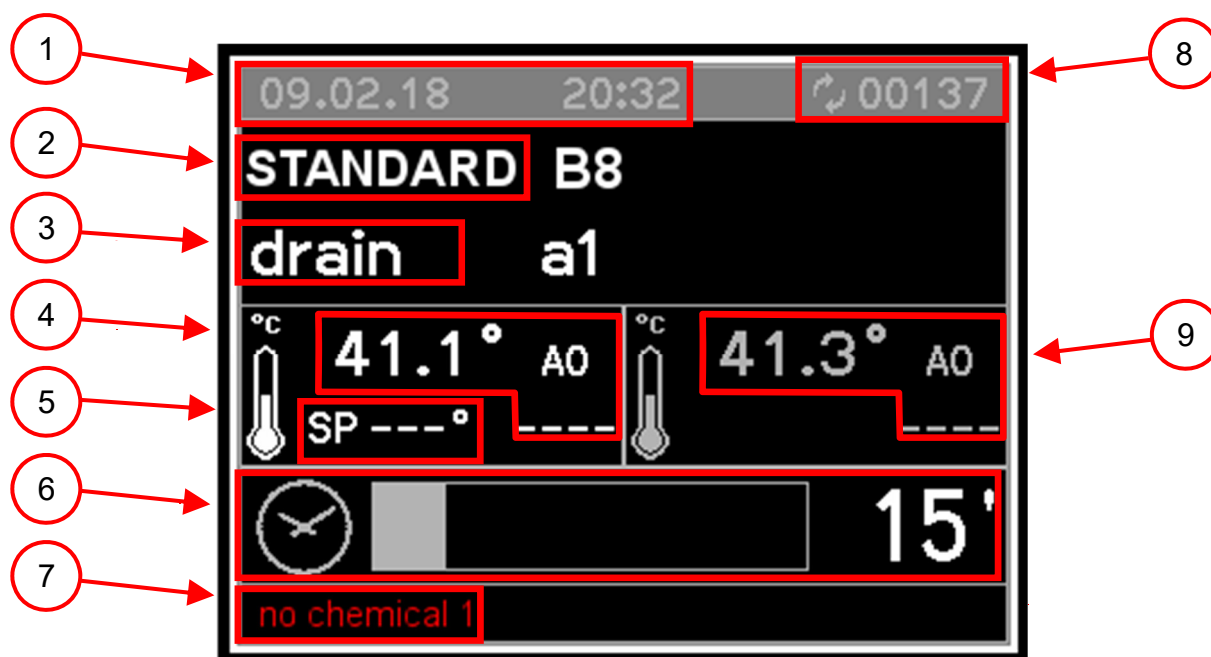 1
8
09.02.18 20:32 00137
2
STANDARD B8
3
drain a1
4
°C 41.1° A0
°C 41.3° A0
9
5
SP ---° ----
----
6
15'
7
no chemical 1